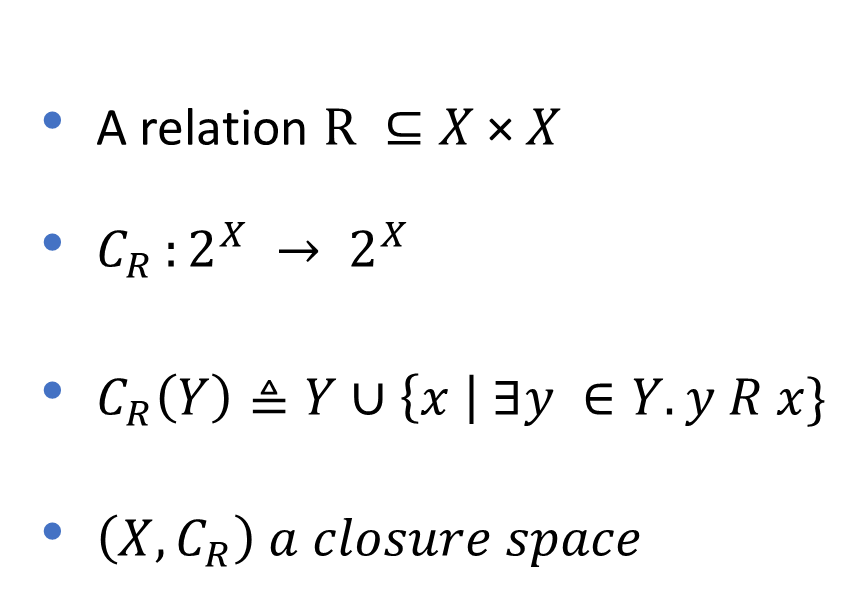 • A relation R ⊆ X × X
• C_R : 2^X → 2^X
• C_R(Y) ≜ Y ∪ {x | ∃y ∈ Y. y R x}
• (X, C_R) a closure space